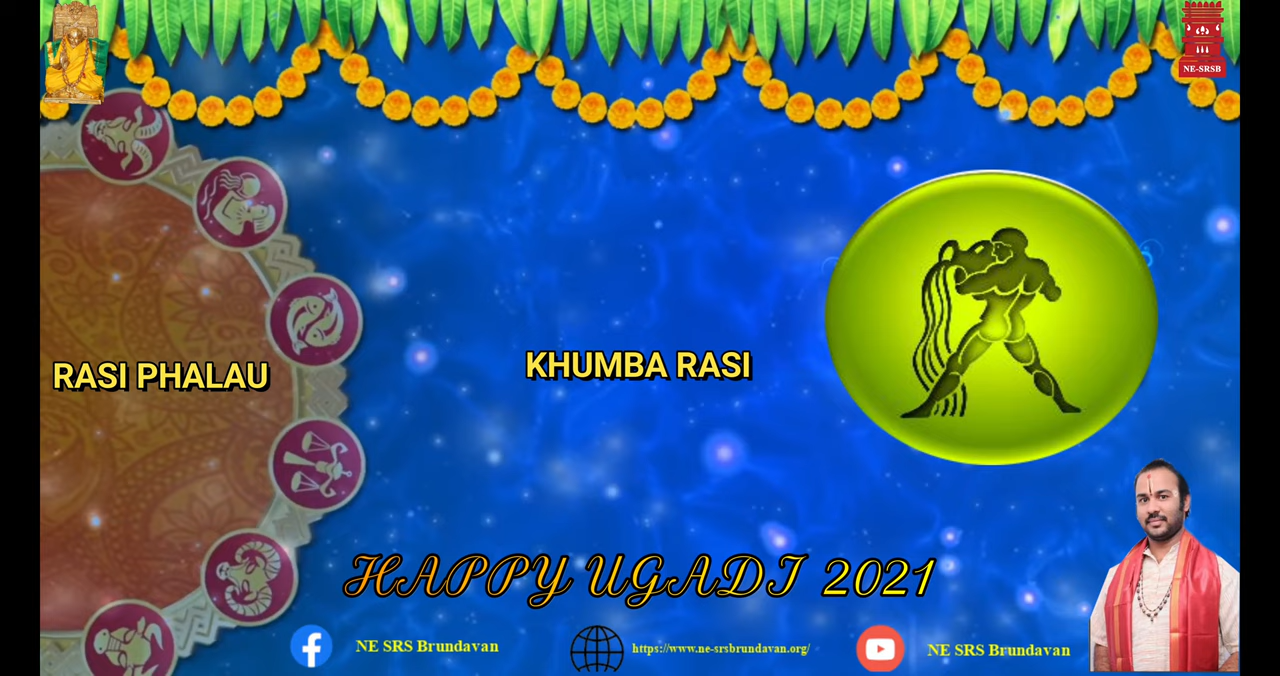 NE-SRSB
RASI PHALAU
KHUMBA RASI
HAPPY UGADI 2021
NE SRS Brundavan
https://www.ne-srsbrundavan.org/
NE SRS Brundavan